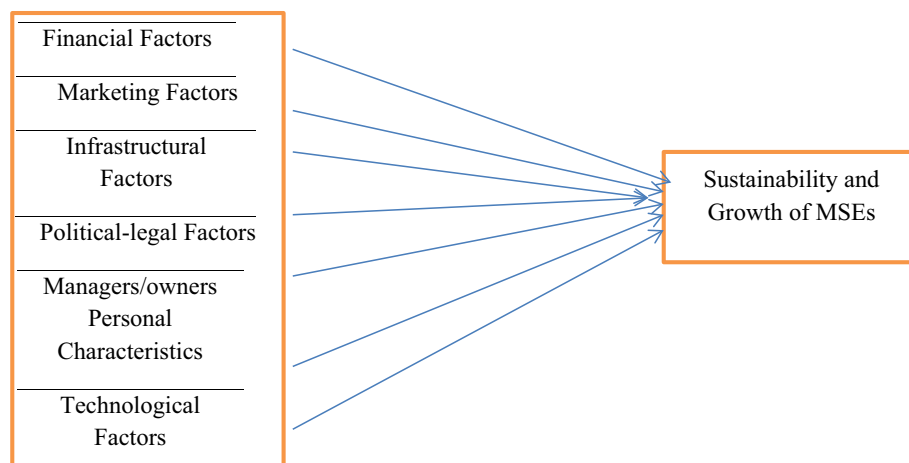 Financial Factors
Marketing Factors
Infrastructural
Factors
Political-legal Factors
Managers/owners
Personal
Characteristics
Technological
Factors
Sustainability and
Growth of MSEs